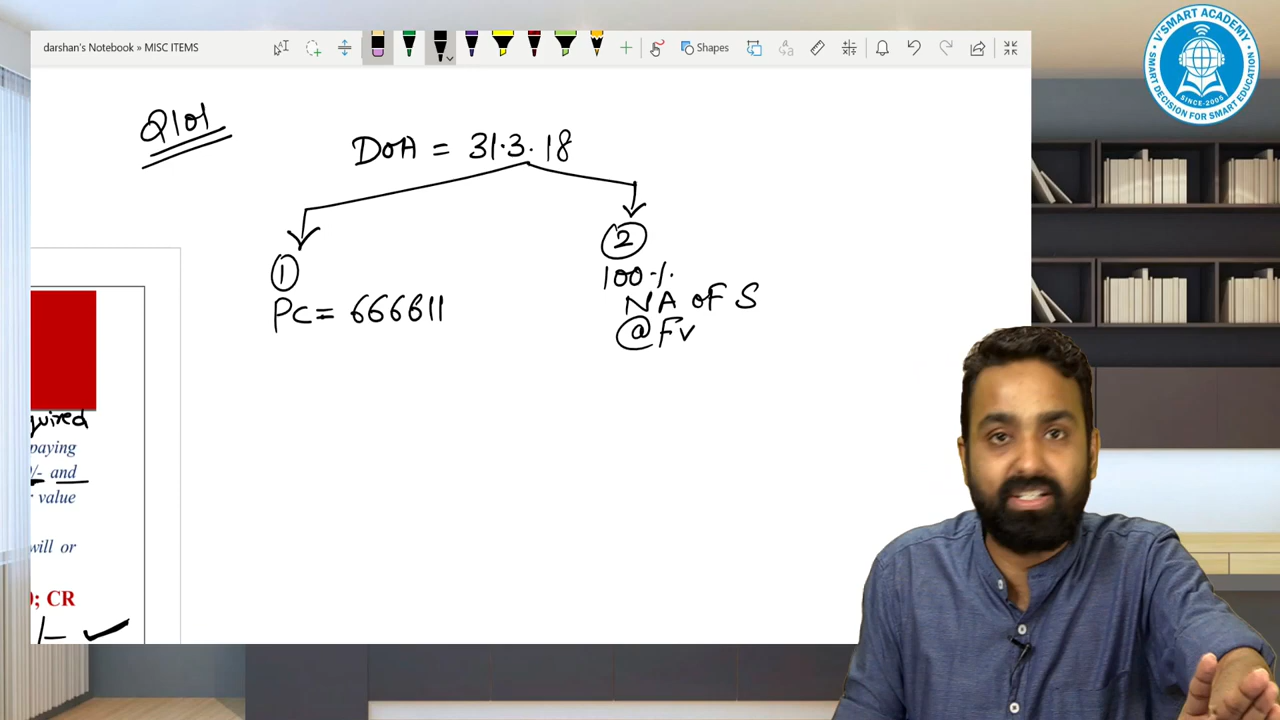 darshan's Notebook » MISC ITEMS
Shapes
V'SMART ACADEMY
SINCE-2005
SMART DECISION FOR SMART EDUCATION
Q101
DOA = 31.3.18
1
2
PC = 666611
100%
NA OF S
@ FV
quired
paying
/- and
value
will or
); CR
/-